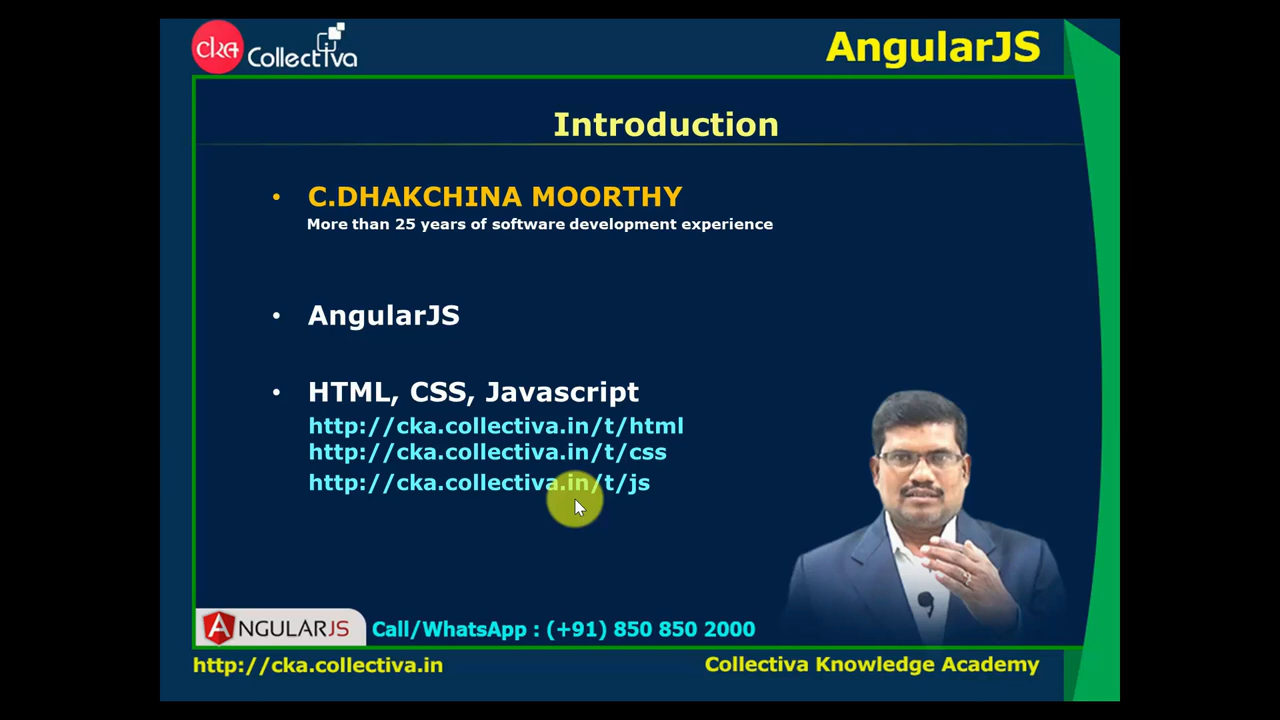 cka Collectiva
AngularJS
Introduction
• C.DHAKCHINA MOORTHY
More than 25 years of software development experience
• AngularJS
• HTML, CSS, Javascript
http://cka.collectiva.in/t/html
http://cka.collectiva.in/t/css
http://cka.collectiva.in/t/js
ANGULARJS
Call/WhatsApp : (+91) 850 850 2000
http://cka.collectiva.in
Collectiva Knowledge Academy